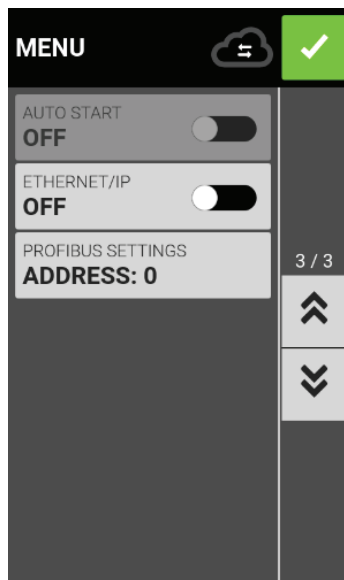 MENU
AUTO START
OFF
ETHERNET/IP
OFF
PROFIBUS SETTINGS
ADDRESS: 0
3 / 3